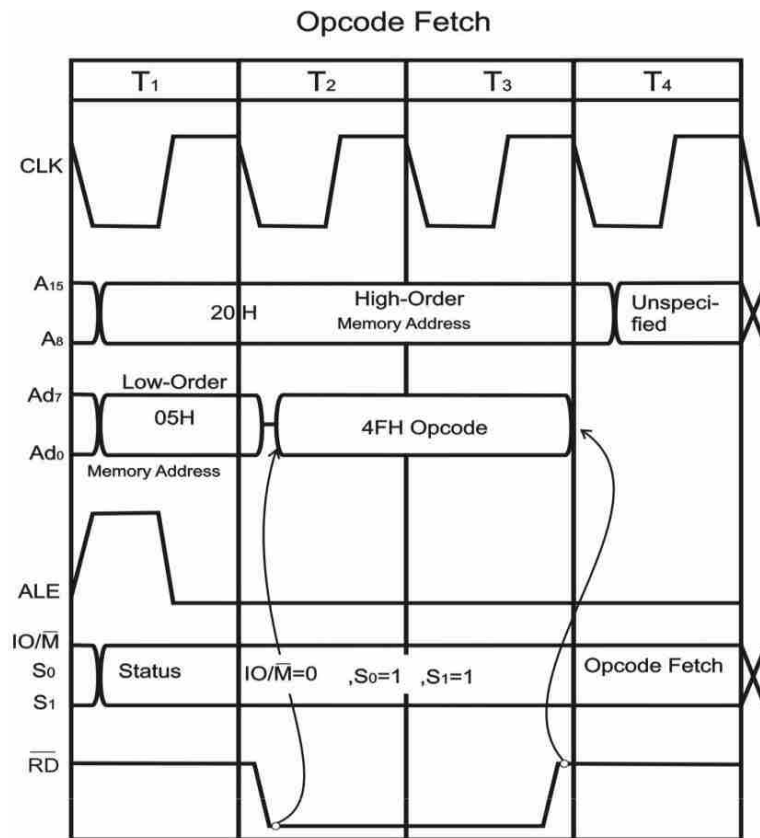 Opcode Fetch
T1 T2 T3 T4
CLK
A15
20 H High-Order Memory Address
Unspeci-
fied
A8
Low-Order
Ad7
05H
4FH Opcode
Ad0
Memory Address
ALE
IO/M̅
S0 Status IO/M̅=0 ,S0=1 ,S1=1 Opcode Fetch
S1
R̅D̅